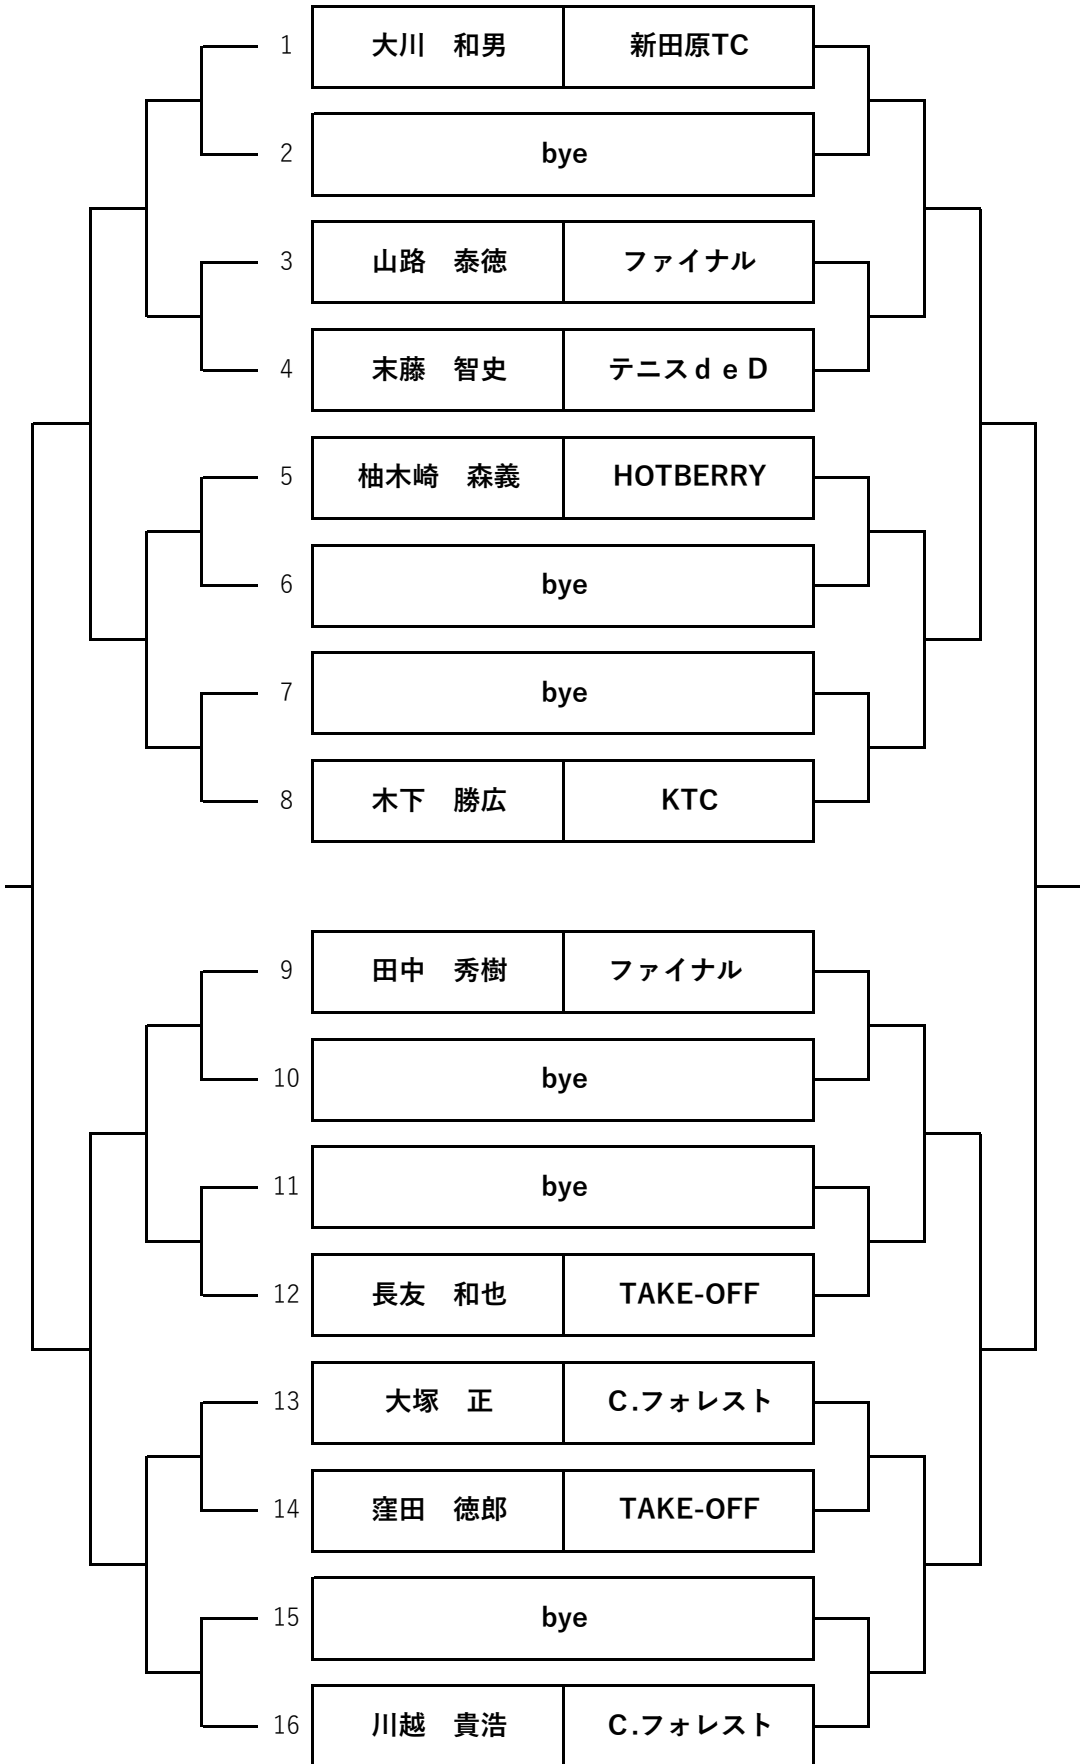 1 大川　和男 新田原TC
2 bye
3 山路　泰徳 ファイナル
4 末藤　智史 テニスｄｅD
5 柚木崎　森義 HOTBERRY
6 bye
7 bye
8 木下　勝広 KTC
9 田中　秀樹 ファイナル
10 bye
11 bye
12 長友　和也 TAKE-OFF
13 大塚　正 C.フォレスト
14 窪田　徳郎 TAKE-OFF
15 bye
16 川越　貴浩 C.フォレスト